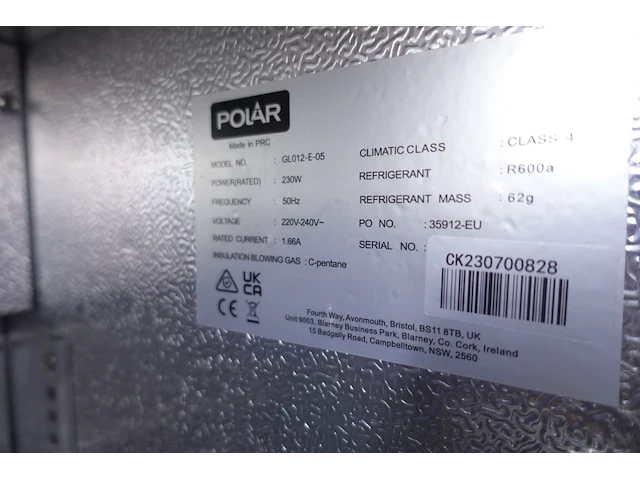 POLAR
Made in PRC
MODEL NO. : GL012-E-05
POWER(RATED) : 230W
FREQUENCY : 50Hz
VOLTAGE : 220V-240V~
RATED CURRENT : 1.66A
INSULATION BLOWING GAS : C-pentane
CLIMATIC CLASS : CLASS 4
REFRIGERANT : R600a
REFRIGERANT MASS : 62g
PO NO. : 35912-EU
SERIAL NO. :
CK230700828
UK
CA
CE
Fourth Way, Avonmouth, Bristol, BS11 8TB, UK
Unit 9003, Blarney Business Park, Blarney, Co. Cork, Ireland
15 Badgally Road, Campbelltown, NSW, 2560